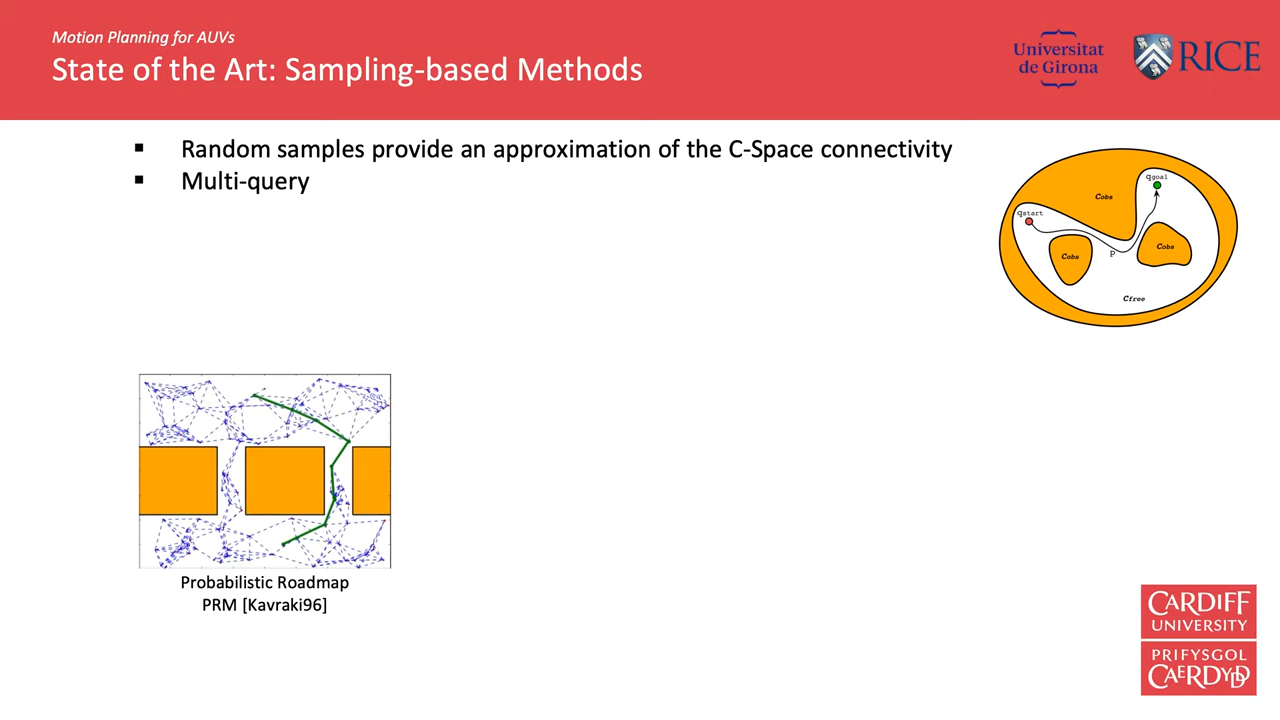 Motion Planning for AUVs
State of the Art: Sampling-based Methods
Universitat
de Girona
RICE
▪ Random samples provide an approximation of the C-Space connectivity
▪ Multi-query
qgoal
Cobs
qstart
Cobs
Cobs
P
Cfree
Probabilistic Roadmap
PRM [Kavraki96]
CARDIFF
UNIVERSITY
PRIFYSGOL
CAERDYDD